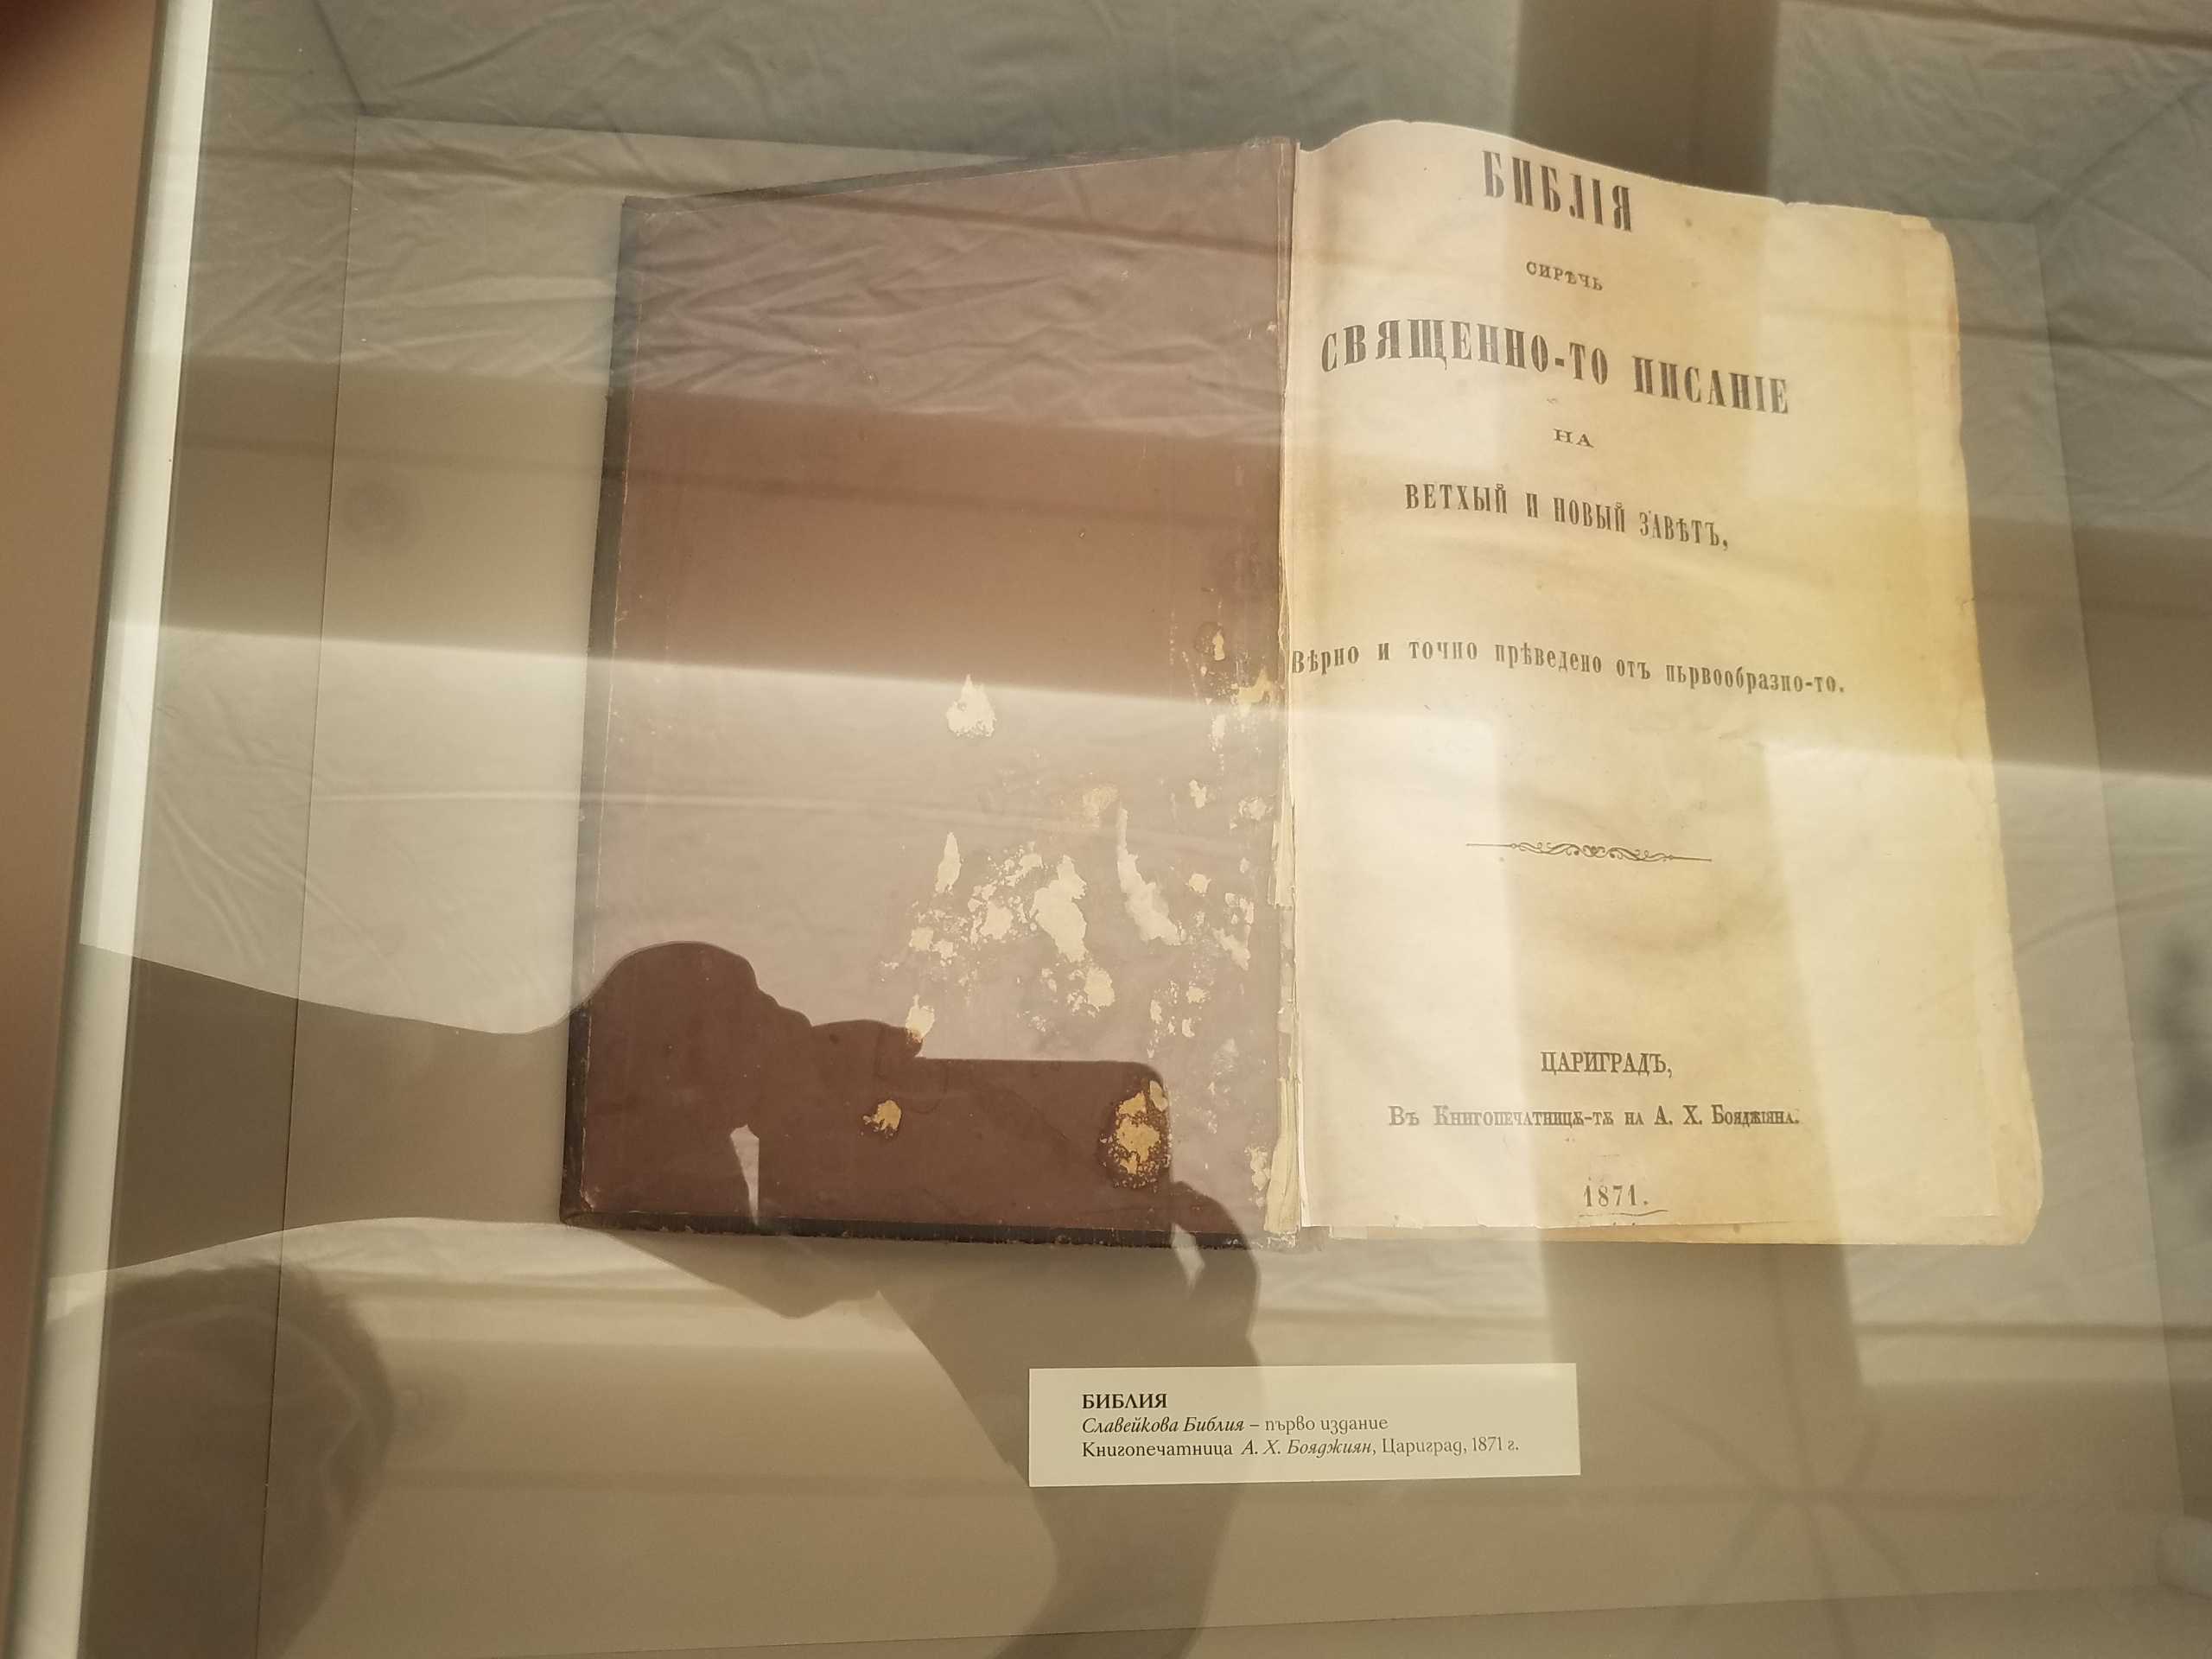 БИБЛІЯ
СИРѢЧЬ
СВЯЩЕННО-ТО ПИСАНІЕ
НА
ВЕТХЫЙ И НОВЫЙ ЗАВѢТЪ,
Вѣрно и точно прѣведено отъ пьрвообразно-то.
ЦАРИГРАДЪ,
Въ Книгопечатницѫ-тѫ на А. Х. Бояджіяна.
1871.
БИБЛИЯ
Славейкова Библия – първо издание
Книгопечатница А. Х. Бояджиян, Цариград, 1871 г.